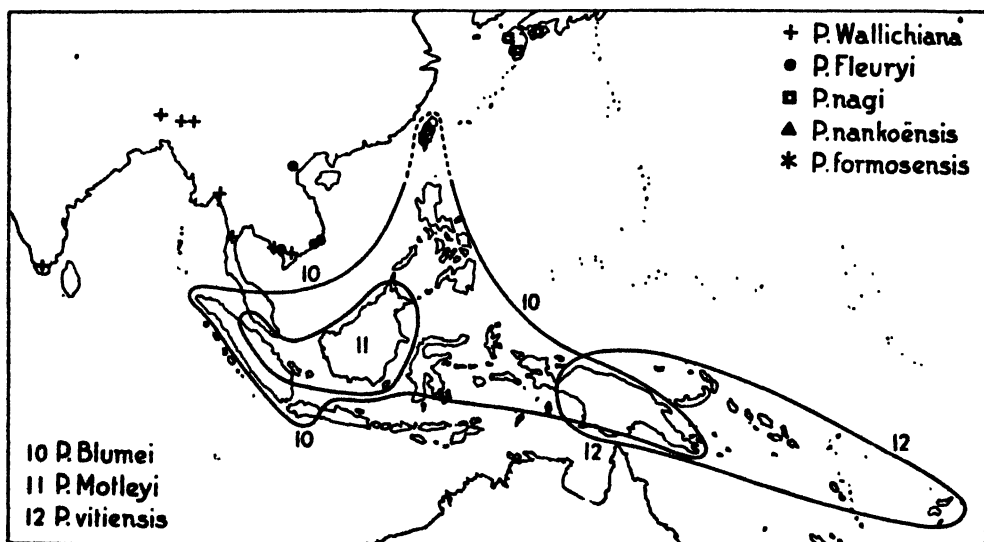 + P. Wallichiana
● P. Fleuryi
P. nagi
▲ P. nankoënsis
P. formosensis
10
10
11
10
12
12
10 P. Blumei
11 P. Motleyi
12 P. vitiensis